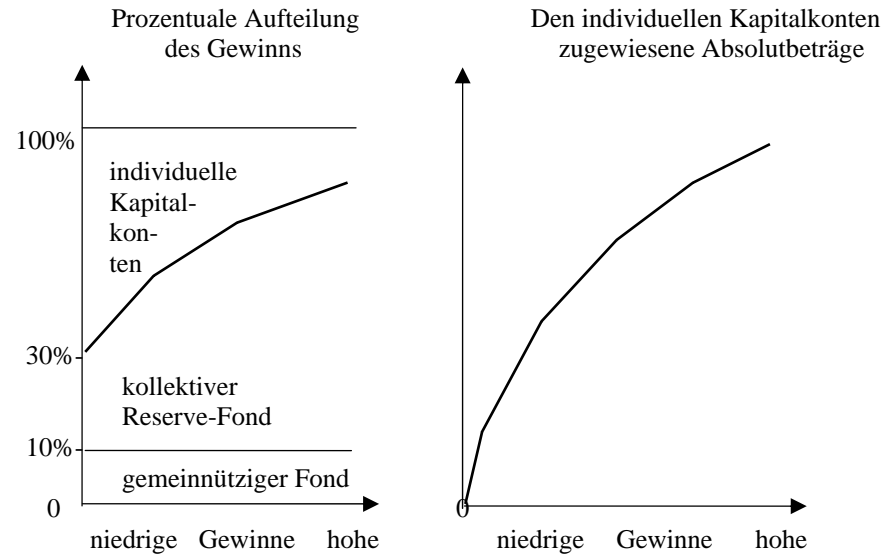 Prozentuale Aufteilung
des Gewinns
100%
individuelle
Kapital-
kon-
ten
30%
kollektiver
Reserve-Fond
10%
gemeinnütziger Fond
0
niedrige Gewinne hohe
Den individuellen Kapitalkonten
zugewiesene Absolutbeträge
0
niedrige Gewinne hohe